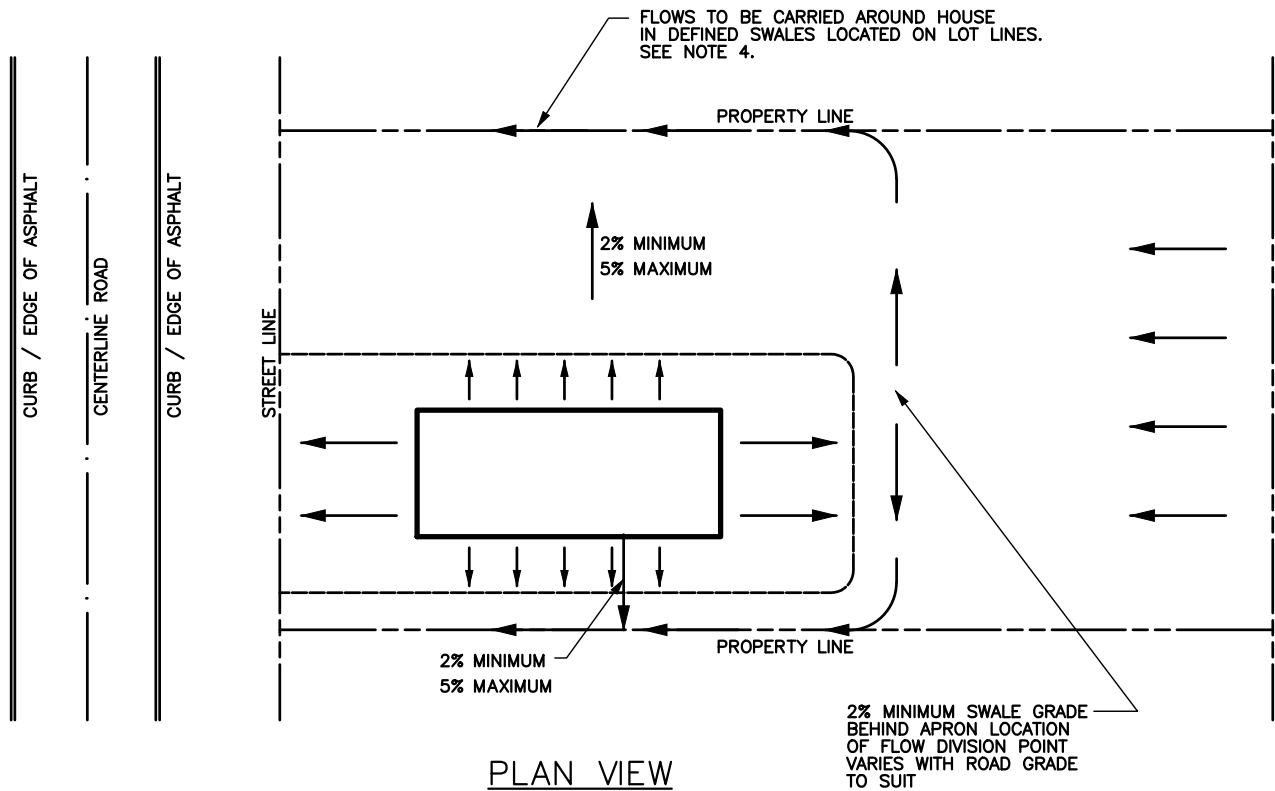 FLOWS TO BE CARRIED AROUND HOUSE
IN DEFINED SWALES LOCATED ON LOT LINES.
SEE NOTE 4.
PROPERTY LINE
CURB / EDGE OF ASPHALT
CENTERLINE ROAD
CURB / EDGE OF ASPHALT
STREET LINE
2% MINIMUM
5% MAXIMUM
PROPERTY LINE
2% MINIMUM
5% MAXIMUM
2% MINIMUM SWALE GRADE
BEHIND APRON LOCATION
OF FLOW DIVISION POINT
VARIES WITH ROAD GRADE
TO SUIT
PLAN VIEW